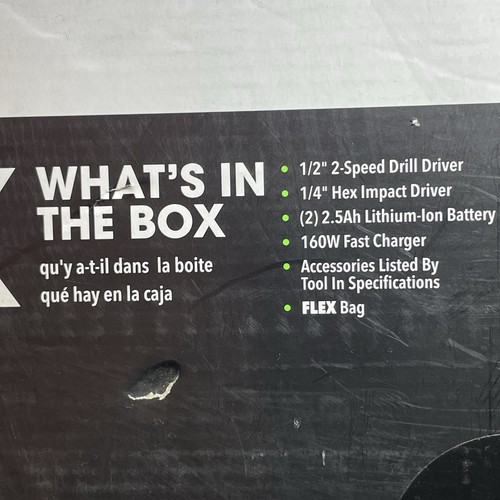 WHAT'S IN
THE BOX
qu'y a-t-il dans la boite
qué hay en la caja
• 1/2" 2-Speed Drill Driver
• 1/4" Hex Impact Driver
• (2) 2.5Ah Lithium-Ion Battery
• 160W Fast Charger
• Accessories Listed By
Tool In Specifications
• FLEX Bag